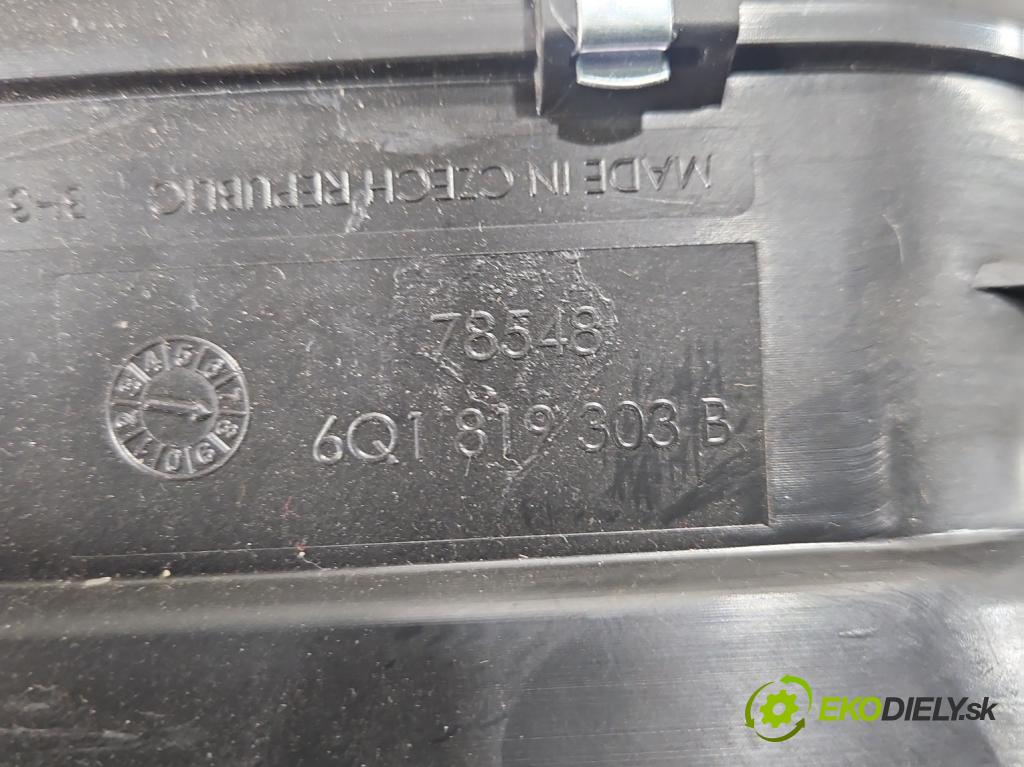 MADE IN CZECH REPUBLIC
78548
6Q1 819 303 B
EKODIELY.sk